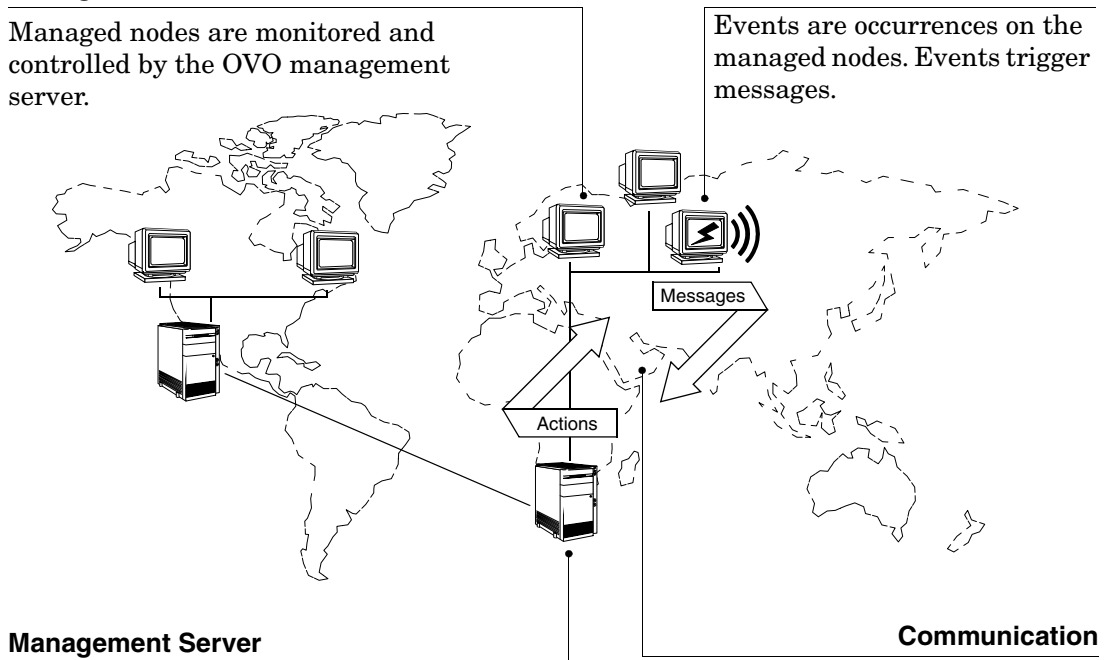 Managed nodes are monitored and
controlled by the OVO management
server.
Events are occurrences on the
managed nodes. Events trigger
messages.
Messages
Actions
Management Server
Communication